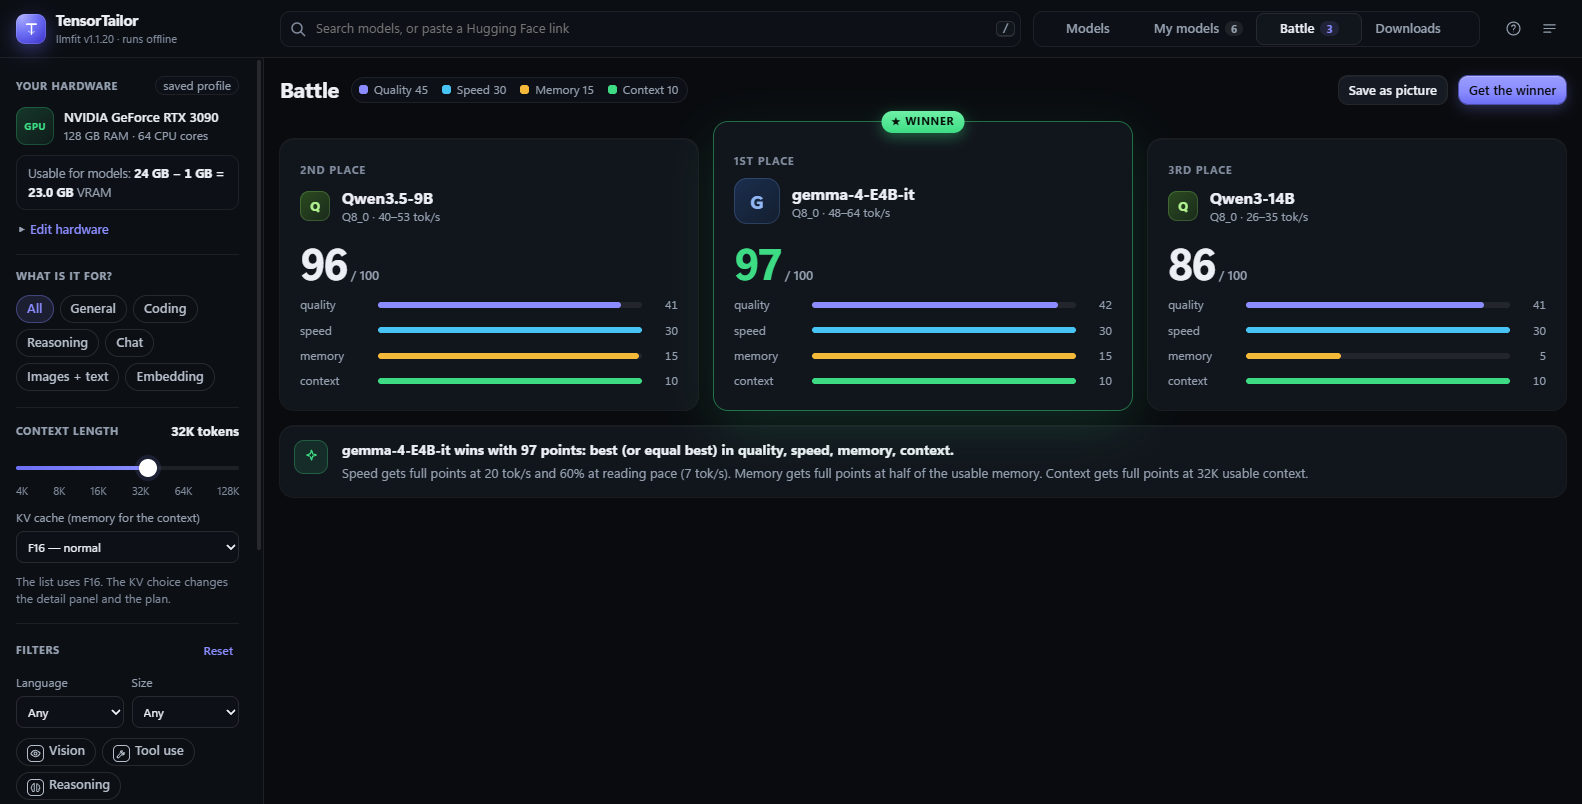 TensorTailor
llmfit v1.1.20 · runs offline
Search models, or paste a Hugging Face link
/
Models
My models 6
Battle 3
Downloads
YOUR HARDWARE
saved profile
GPU
NVIDIA GeForce RTX 3090
128 GB RAM · 64 CPU cores
Usable for models: 24 GB − 1 GB =
23.0 GB VRAM
Edit hardware
WHAT IS IT FOR?
All
General
Coding
Reasoning
Chat
Images + text
Embedding
CONTEXT LENGTH
32K tokens
4K 8K 16K 32K 64K 128K
KV cache (memory for the context)
F16 — normal
The list uses F16. The KV choice changes
the detail panel and the plan.
FILTERS
Reset
Language
Size
Any
Any
Vision
Tool use
Reasoning
Battle
Quality 45
Speed 30
Memory 15
Context 10
Save as picture
Get the winner
2ND PLACE
Q
Qwen3.5-9B
Q8_0 · 40–53 tok/s
96 / 100
quality 41
speed 30
memory 15
context 10
★ WINNER
1ST PLACE
G
gemma-4-E4B-it
Q8_0 · 48–64 tok/s
97 / 100
quality 42
speed 30
memory 15
context 10
3RD PLACE
Q
Qwen3-14B
Q8_0 · 26–35 tok/s
86 / 100
quality 41
speed 30
memory 5
context 10
gemma-4-E4B-it wins with 97 points: best (or equal best) in quality, speed, memory, context.
Speed gets full points at 20 tok/s and 60% at reading pace (7 tok/s). Memory gets full points at half of the usable memory. Context gets full points at 32K usable context.